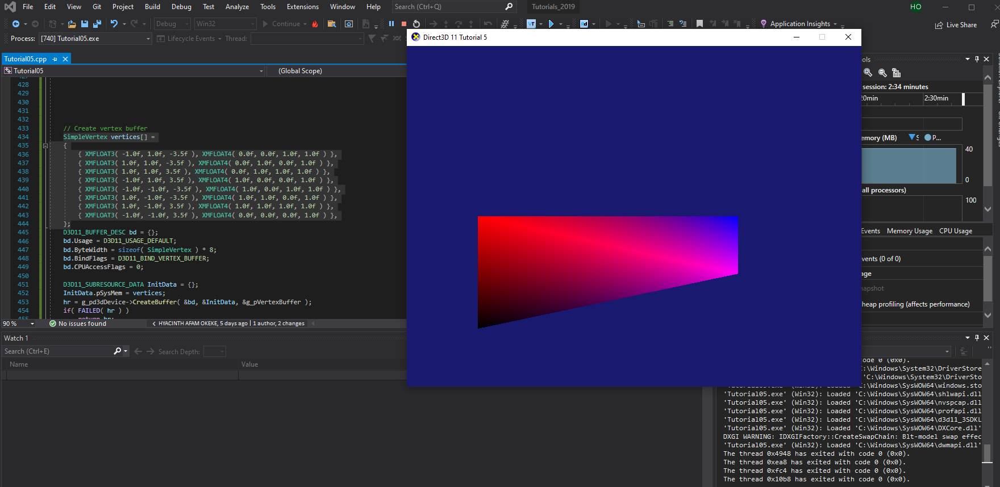 File Edit View Git Project Build Debug Test Analyze Tools Extensions Window Help Search (Ctrl+Q) Tutorials_2019 HO
Debug Win32 Continue Application Insights Live Share
Process: [740] Tutorial05.exe Lifecycle Events Thread:
Direct3D 11 Tutorial 5
Tutorial05.cpp
Tutorial05 (Global Scope)
428
429
430
431
432
433 // Create vertex buffer
434 SimpleVertex vertices[] =
435 {
436 { XMFLOAT3( -1.0f, 1.0f, -3.5f ), XMFLOAT4( 0.0f, 0.0f, 1.0f, 1.0f ) },
437 { XMFLOAT3( 1.0f, 1.0f, -3.5f ), XMFLOAT4( 0.0f, 1.0f, 0.0f, 1.0f ) },
438 { XMFLOAT3( 1.0f, 1.0f, 3.5f ), XMFLOAT4( 0.0f, 1.0f, 1.0f, 1.0f ) },
439 { XMFLOAT3( -1.0f, 1.0f, 3.5f ), XMFLOAT4( 1.0f, 0.0f, 0.0f, 1.0f ) },
440 { XMFLOAT3( -1.0f, -1.0f, -3.5f ), XMFLOAT4( 1.0f, 0.0f, 1.0f, 1.0f ) },
441 { XMFLOAT3( 1.0f, -1.0f, -3.5f ), XMFLOAT4( 1.0f, 1.0f, 0.0f, 1.0f ) },
442 { XMFLOAT3( 1.0f, -1.0f, 3.5f ), XMFLOAT4( 1.0f, 1.0f, 1.0f, 1.0f ) },
443 { XMFLOAT3( -1.0f, -1.0f, 3.5f ), XMFLOAT4( 0.0f, 0.0f, 0.0f, 1.0f ) },
444 };
445 D3D11_BUFFER_DESC bd = {};
446 bd.Usage = D3D11_USAGE_DEFAULT;
447 bd.ByteWidth = sizeof( SimpleVertex ) * 8;
448 bd.BindFlags = D3D11_BIND_VERTEX_BUFFER;
449 bd.CPUAccessFlags = 0;
450
451 D3D11_SUBRESOURCE_DATA InitData = {};
452 InitData.pSysMem = vertices;
453 hr = g_pd3dDevice->CreateBuffer( &bd, &InitData, &g_pVertexBuffer );
454 if( FAILED( hr ) )
90 % No issues found HYACINTH AFAM OKEKE, 5 days ago | 1 author, 2 changes
ols
session: 2:34 minutes
20min 2:30min
emory (MB) S P...
40
0
all processors)
100
Events Memory Usage CPU Usage
vents (0 of 0)
age
napshot
heap profiling (affects performance)
Watch 1
Search (Ctrl+E) Search Depth:
Name Value
ode 0 (0x0).
C:\Windows\System32\DriverStore
'C:\Windows\System32\DriverSto
'Tutorial05.exe' (Win32): Loaded 'C:\Windows\SysWOW64\windows.sto
'Tutorial05.exe' (Win32): Loaded 'C:\Windows\SysWOW64\shlwapi.dll
'Tutorial05.exe' (Win32): Loaded 'C:\Windows\SysWOW64\nvspcap.dll
'Tutorial05.exe' (Win32): Loaded 'C:\Windows\SysWOW64\profapi.dll
'Tutorial05.exe' (Win32): Loaded 'C:\Windows\SysWOW64\d3d11_3SDKL
'Tutorial05.exe' (Win32): Loaded 'C:\Windows\SysWOW64\DXCore.dll'
DXGI WARNING: IDXGIFactory::CreateSwapChain: Blt-model swap effec
'Tutorial05.exe' (Win32): Loaded 'C:\Windows\SysWOW64\dwmapi.dll'
The thread 0x4948 has exited with code 0 (0x0).
The thread 0xea8 has exited with code 0 (0x0).
The thread 0xfc4 has exited with code 0 (0x0).
The thread 0x10b8 has exited with code 0 (0x0).